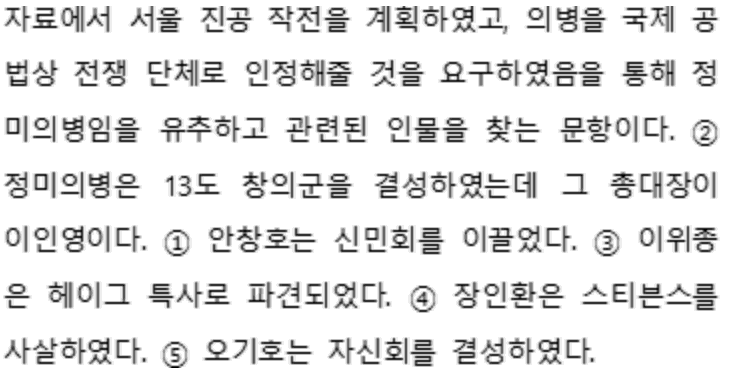 자료에서 서울 진공 작전을 계획하였고, 의병을 국제 공
법상 전쟁 단체로 인정해줄 것을 요구하였음을 통해 정
미의병임을 유추하고 관련된 인물을 찾는 문항이다. ②
정미의병은 13도 창의군을 결성하였는데 그 총대장이
이인영이다. ① 안창호는 신민회를 이끌었다. ③ 이위종
은 헤이그 특사로 파견되었다. ④ 장인환은 스티븐스를
사살하였다. ⑤ 오기호는 자신회를 결성하였다.